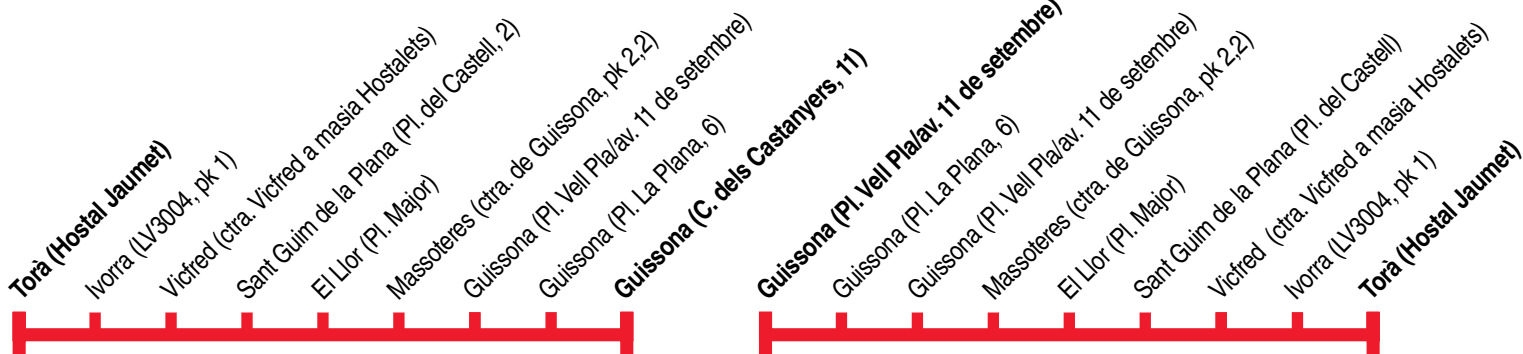 Torà (Hostal Jaumet)
Ivorra (LV3004, pk 1)
Vicfred (ctra. Vicfred a masia Hostalets)
Sant Guim de la Plana (Pl. del Castell, 2)
El Llor (Pl. Major)
Massoteres (ctra. de Guissona, pk 2,2)
Guissona (Pl. Vell Pla/av. 11 de setembre)
Guissona (Pl. La Plana, 6)
Guissona (C. dels Castanyers, 11)
Guissona (Pl. Vell Pla/av. 11 de setembre)
Guissona (Pl. La Plana, 6)
Guissona (Pl. Vell Pla/av. 11 de setembre)
Massoteres (ctra. de Guissona, pk 2,2)
El Llor (Pl. Major)
Sant Guim de la Plana (Pl. del Castell)
Vicfred (ctra. Vicfred a masia Hostalets)
Ivorra (LV3004, pk 1)
Torà (Hostal Jaumet)